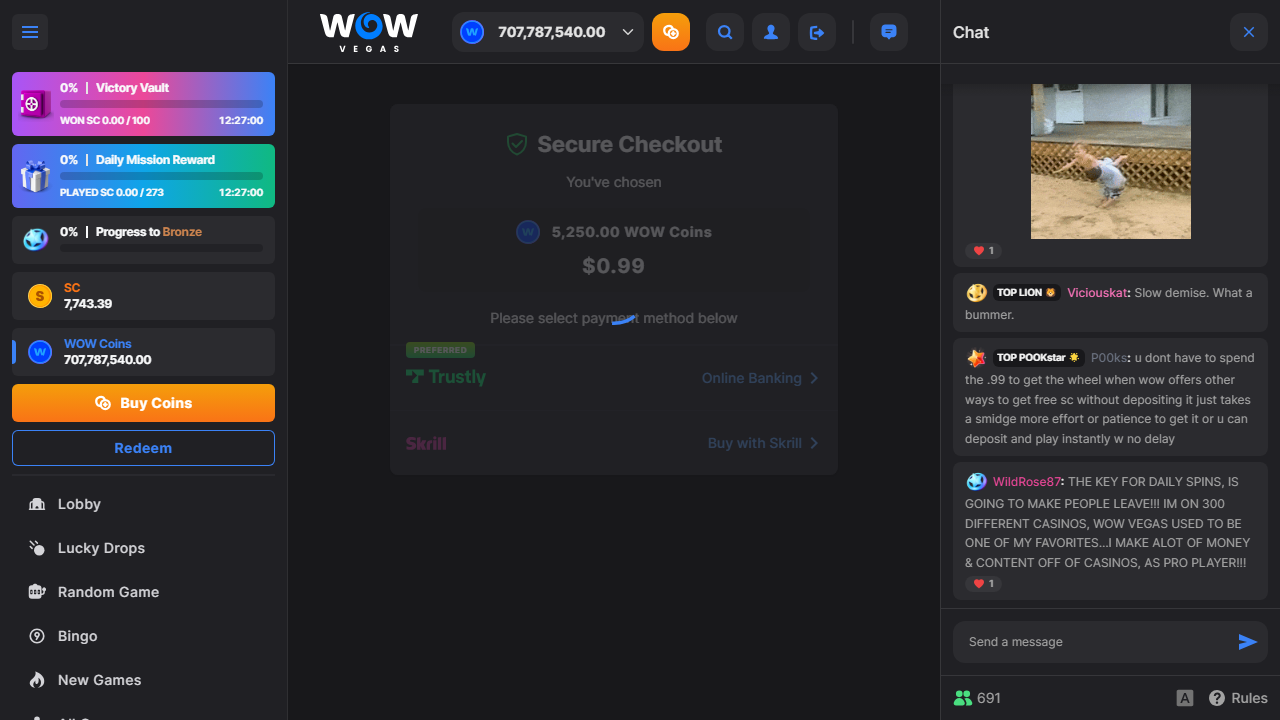 0% | Victory Vault
WON SC 0.00 / 100 12:27:00
0% | Daily Mission Reward
PLAYED SC 0.00 / 273 12:27:00
0% | Progress to Bronze
S
SC
7,743.39
W
WOW Coins
707,787,540.00
Buy Coins
Redeem
Lobby
Lucky Drops
Random Game
Bingo
New Games
WOW
VEGAS
W 707,787,540.00
Secure Checkout
You've chosen
W 5,250.00 WOW Coins
$0.99
Please select payment method below
PREFERRED
Trustly Online Banking
Skrill Buy with Skrill
Chat
1
TOP LION Viciouskat: Slow demise. What a
bummer.
TOP POOKstar P00ks: u dont have to spend
the .99 to get the wheel when wow offers other
ways to get free sc without depositing it just takes
a smidge more effort or patience to get it or u can
deposit and play instantly w no delay
WildRose87: THE KEY FOR DAILY SPINS, IS
GOING TO MAKE PEOPLE LEAVE!!! IM ON 300
DIFFERENT CASINOS, WOW VEGAS USED TO BE
ONE OF MY FAVORITES...I MAKE ALOT OF MONEY
& CONTENT OFF OF CASINOS, AS PRO PLAYER!!!
1
Send a message
691 A ? Rules